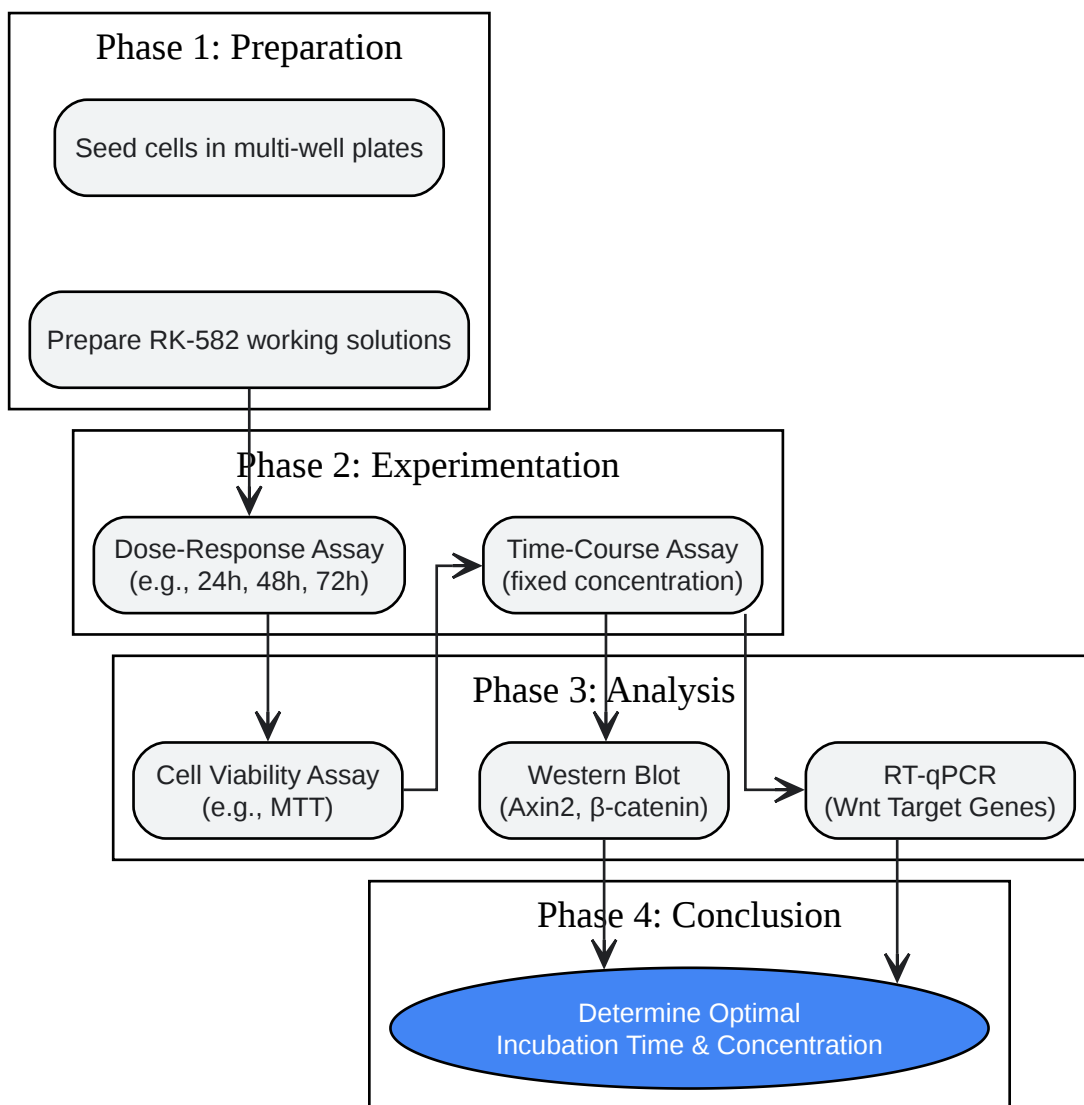 Phase 1: Preparation
Seed cells in multi-well plates
Prepare RK-582 working solutions
Phase 2: Experimentation
Dose-Response Assay
(e.g., 24h, 48h, 72h)
Time-Course Assay
(fixed concentration)
Phase 3: Analysis
Cell Viability Assay
(e.g., MTT)
Western Blot
(Axin2, β-catenin)
RT-qPCR
(Wnt Target Genes)
Phase 4: Conclusion
Determine Optimal
Incubation Time & Concentration